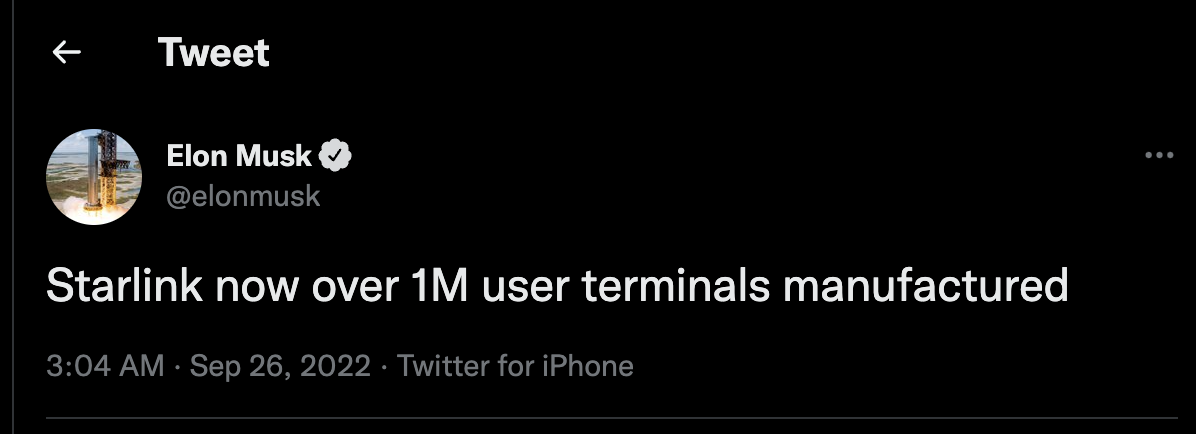 Tweet
Elon Musk
@elonmusk
Starlink now over 1M user terminals manufactured
3:04 AM · Sep 26, 2022 · Twitter for iPhone